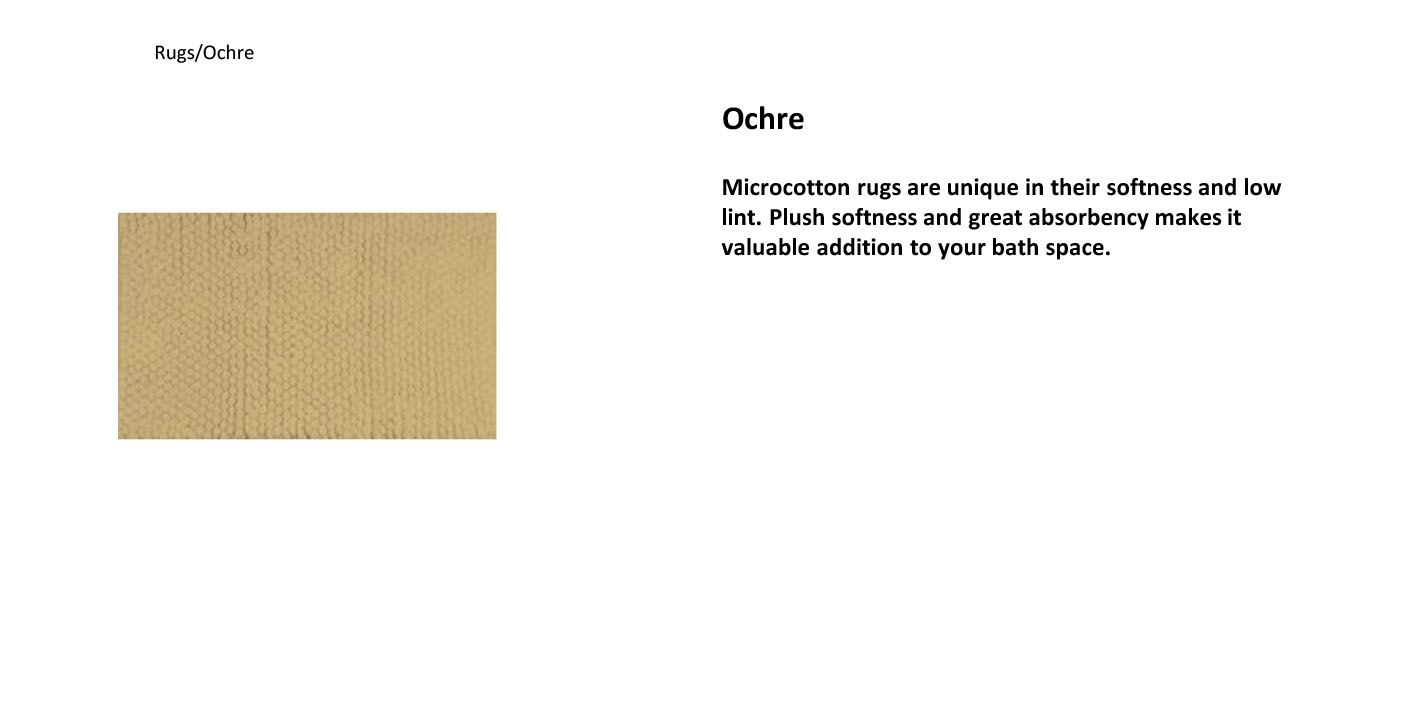 Rugs/Ochre
Ochre
Microcotton rugs are unique in their softness and low
lint. Plush softness and great absorbency makes it
valuable addition to your bath space.